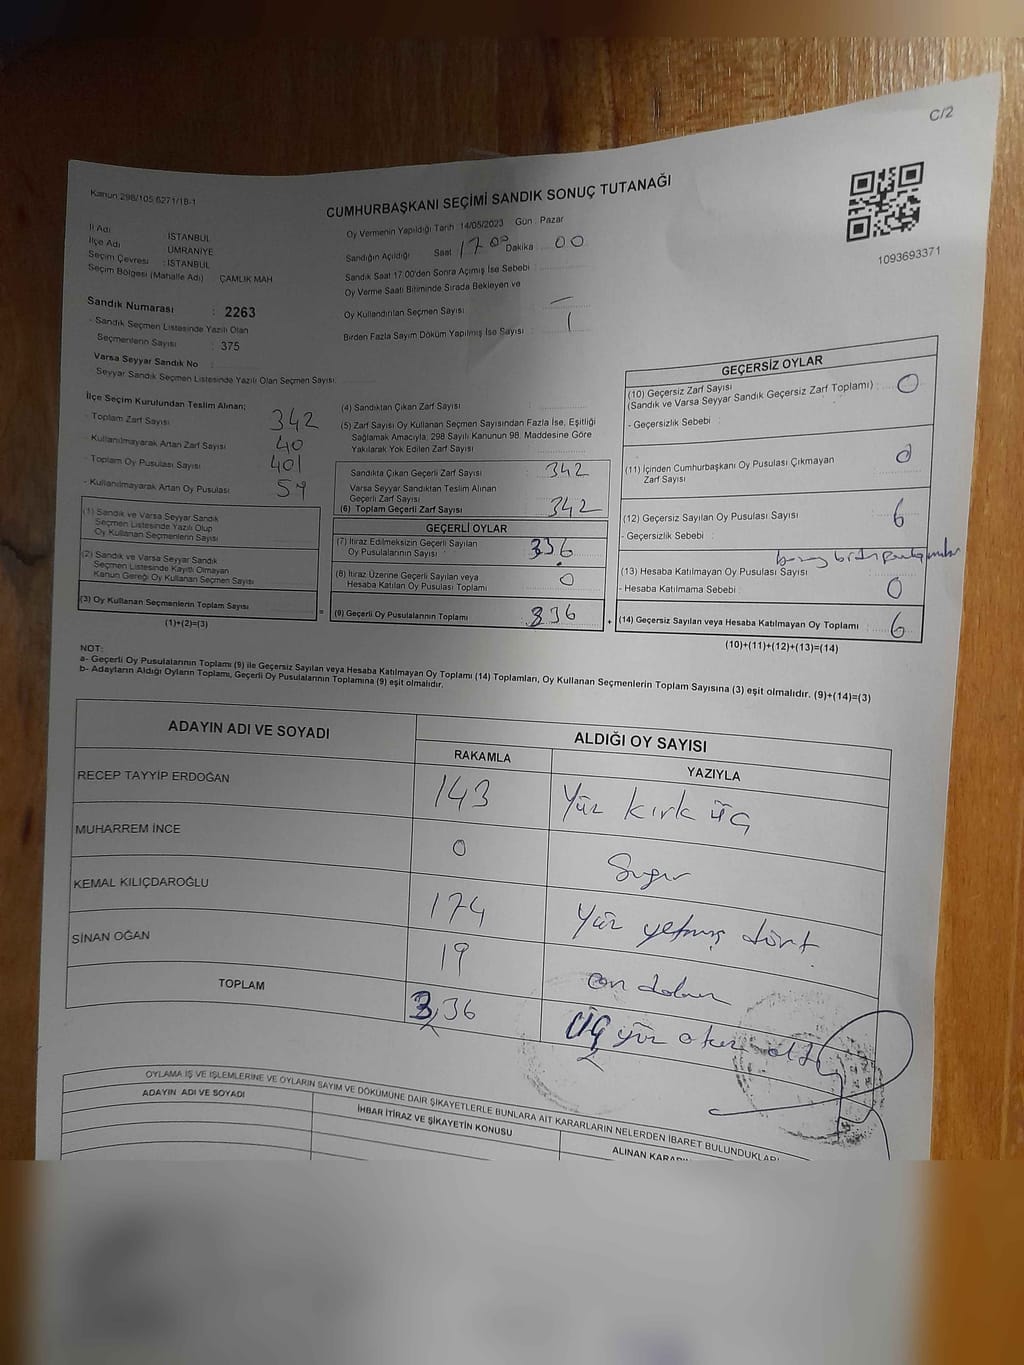 C/2
Kanun:298/105 6271/18-1
CUMHURBAŞKANI SEÇİMİ SANDIK SONUÇ TUTANAĞI
1093693371
İl Adı : İSTANBUL
İlçe Adı : ÜMRANİYE
Seçim Çevresi : İSTANBUL
Seçim Bölgesi (Mahalle Adı) : ÇAMLIK MAH
Sandık Numarası : 2263
- Sandık Seçmen Listesinde Yazılı Olan
Seçmenlerin Sayısı : 375
Varsa Seyyar Sandık No :
Seyyar Sandık Seçmen Listesinde Yazılı Olan Seçmen Sayısı:
Oy Vermenin Yapıldığı Tarih :14/05/2023 Gün : Pazar
Sandığın Açıldığı Saat 17 00 Dakika 00
Sandık Saat 17:00'den Sonra Açımış İse Sebebi :
Oy Verme Saati Bitiminde Sırada Bekleyen ve
Oy Kullandırılan Seçmen Sayısı : —
Birden Fazla Sayım Döküm Yapılmış İse Sayısı : 1
İlçe Seçim Kurulundan Teslim Alınan;
- Toplam Zarf Sayısı : 342
- Kullanılmayarak Artan Zarf Sayısı : 40
- Toplam Oy Pusulası Sayısı : 401
- Kullanılmayarak Artan Oy Pusulası : 59
(1) Sandık ve Varsa Seyyar Sandık
Seçmen Listesinde Yazılı Olup
Oy Kullanan Seçmenlerin Sayısı
(2) Sandık ve Varsa Seyyar Sandık
Seçmen Listesinde Kayıtlı Olmayan
Kanun Gereği Oy Kullanan Seçmen Sayısı
(3) Oy Kullanan Seçmenlerin Toplam Sayısı
(1)+(2)=(3)
(4) Sandıktan Çıkan Zarf Sayısı :
(5) Zarf Sayısı Oy Kullanan Seçmen Sayısından Fazla İse, Eşitliği
Sağlamak Amacıyla, 298 Sayılı Kanunun 98. Maddesine Göre
Yakılarak Yok Edilen Zarf Sayısı :
Sandıkta Çıkan Geçerli Zarf Sayısı : 342
Varsa Seyyar Sandıktan Teslim Alınan
Geçerli Zarf Sayısı
(6) Toplam Geçerli Zarf Sayısı : 342
GEÇERLİ OYLAR
(7) İtiraz Edilmeksizin Geçerli Sayılan
Oy Pusulalarının Sayısı : 336
(8) İtiraz Üzerine Geçerli Sayılan veya
Hesaba Katılan Oy Pusulası Toplamı : 0
(9) Geçerli Oy Pusulalarının Toplamı : 336
GEÇERSİZ OYLAR
(10) Geçersiz Zarf Sayısı
(Sandık ve Varsa Seyyar Sandık Geçersiz Zarf Toplamı) : 0
- Geçersizlik Sebebi :
(11) İçinden Cumhurbaşkanı Oy Pusulası Çıkmayan
Zarf Sayısı 0
(12) Geçersiz Sayılan Oy Pusulası Sayısı : 6
- Geçersizlik Sebebi :
(13) Hesaba Katılmayan Oy Pusulası Sayısı :
- Hesaba Katılmama Sebebi : 0
(14) Geçersiz Sayılan veya Hesaba Katılmayan Oy Toplamı : 6
(10)+(11)+(12)+(13)=(14)
NOT:
a- Geçerli Oy Pusulalarının Toplamı (9) ile Geçersiz Sayılan veya Hesaba Katılmayan Oy Toplamı (14) Toplamları, Oy Kullanan Seçmenlerin Toplam Sayısına (3) eşit olmalıdır. (9)+(14)=(3)
b- Adayların Aldığı Oyların Toplamı, Geçerli Oy Pusulalarının Toplamına (9) eşit olmalıdır.
ADAYIN ADI VE SOYADI ALDIĞI OY SAYISI
RAKAMLA YAZIYLA
RECEP TAYYİP ERDOĞAN 143 Yüz kırk üç
MUHARREM İNCE 0 Sıfır
KEMAL KILIÇDAROĞLU 174 Yüz yetmiş dört
SİNAN OĞAN 19 on dokuz
TOPLAM 336 Üç yüz otuz altı
OYLAMA İŞ VE İŞLEMLERİNE VE OYLARIN SAYIM VE DÖKÜMÜNE DAİR ŞİKAYETLERLE BUNLARA AİT KARARLARIN NELERDEN İBARET BULUNDUKLARI
ADAYIN ADI VE SOYADI İHBAR İTİRAZ VE ŞİKAYETİN KONUSU ALINAN KARAR